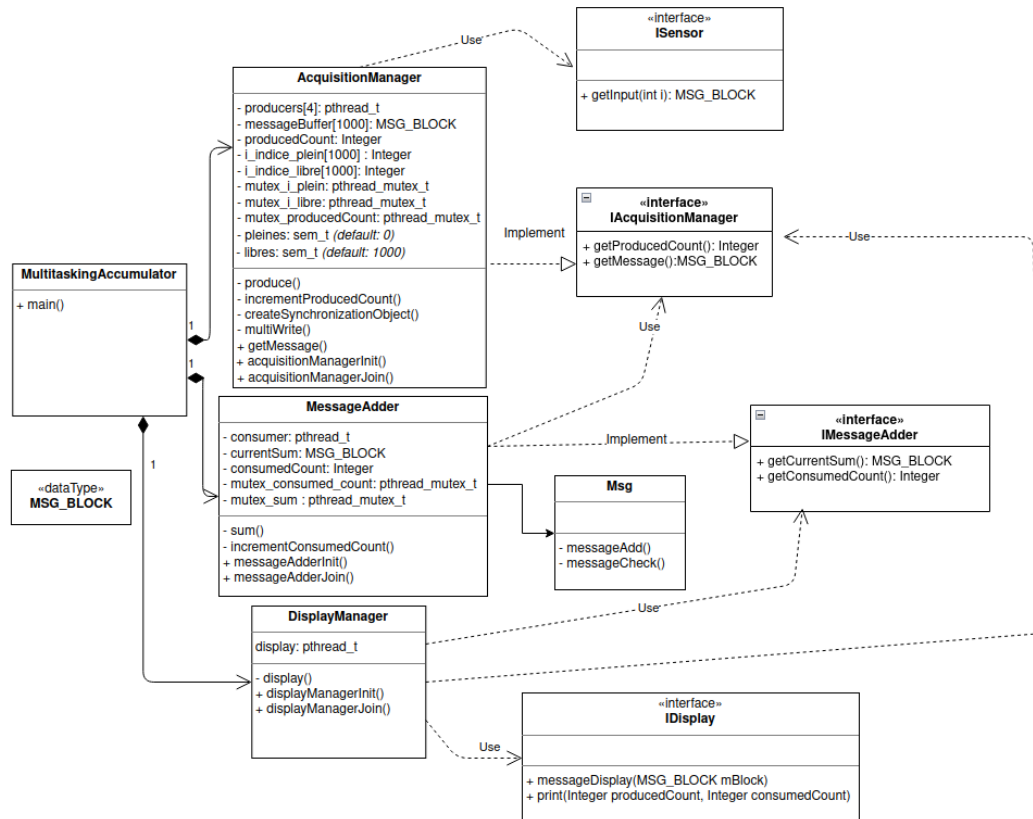 «interface»
ISensor
+ getInput(int i): MSG_BLOCK
Use
AcquisitionManager
- producers[4]: pthread_t
- messageBuffer[1000]: MSG_BLOCK
- producedCount: Integer
- i_indice_plein[1000] : Integer
- i_indice_libre[1000]: Integer
- mutex_i_plein: pthread_mutex_t
- mutex_i_libre: pthread_mutex_t
- mutex_producedCount: pthread_mutex_t
- pleines: sem_t (default: 0)
- libres: sem_t (default: 1000)
- produce()
- incrementProducedCount()
- createSynchronizationObject()
- multiWrite()
+ getMessage()
+ acquisitionManagerInit()
+ acquisitionManagerJoin()
Implement
«interface»
IAcquisitionManager
+ getProducedCount(): Integer
+ getMessage():MSG_BLOCK
Use
Use
MultitaskingAccumulator
+ main()
1
1
1
«dataType»
MSG_BLOCK
MessageAdder
- consumer: pthread_t
- currentSum: MSG_BLOCK
- consumedCount: Integer
- mutex_consumed_count: pthread_mutex_t
- mutex_sum : pthread_mutex_t
- sum()
- incrementConsumedCount()
+ messageAdderInit()
+ messageAdderJoin()
Implement
«interface»
IMessageAdder
+ getCurrentSum(): MSG_BLOCK
+ getConsumedCount(): Integer
Msg
- messageAdd()
- messageCheck()
Use
DisplayManager
display: pthread_t
- display()
+ displayManagerInit()
+ displayManagerJoin()
Use
«interface»
IDisplay
+ messageDisplay(MSG_BLOCK mBlock)
+ print(Integer producedCount, Integer consumedCount)